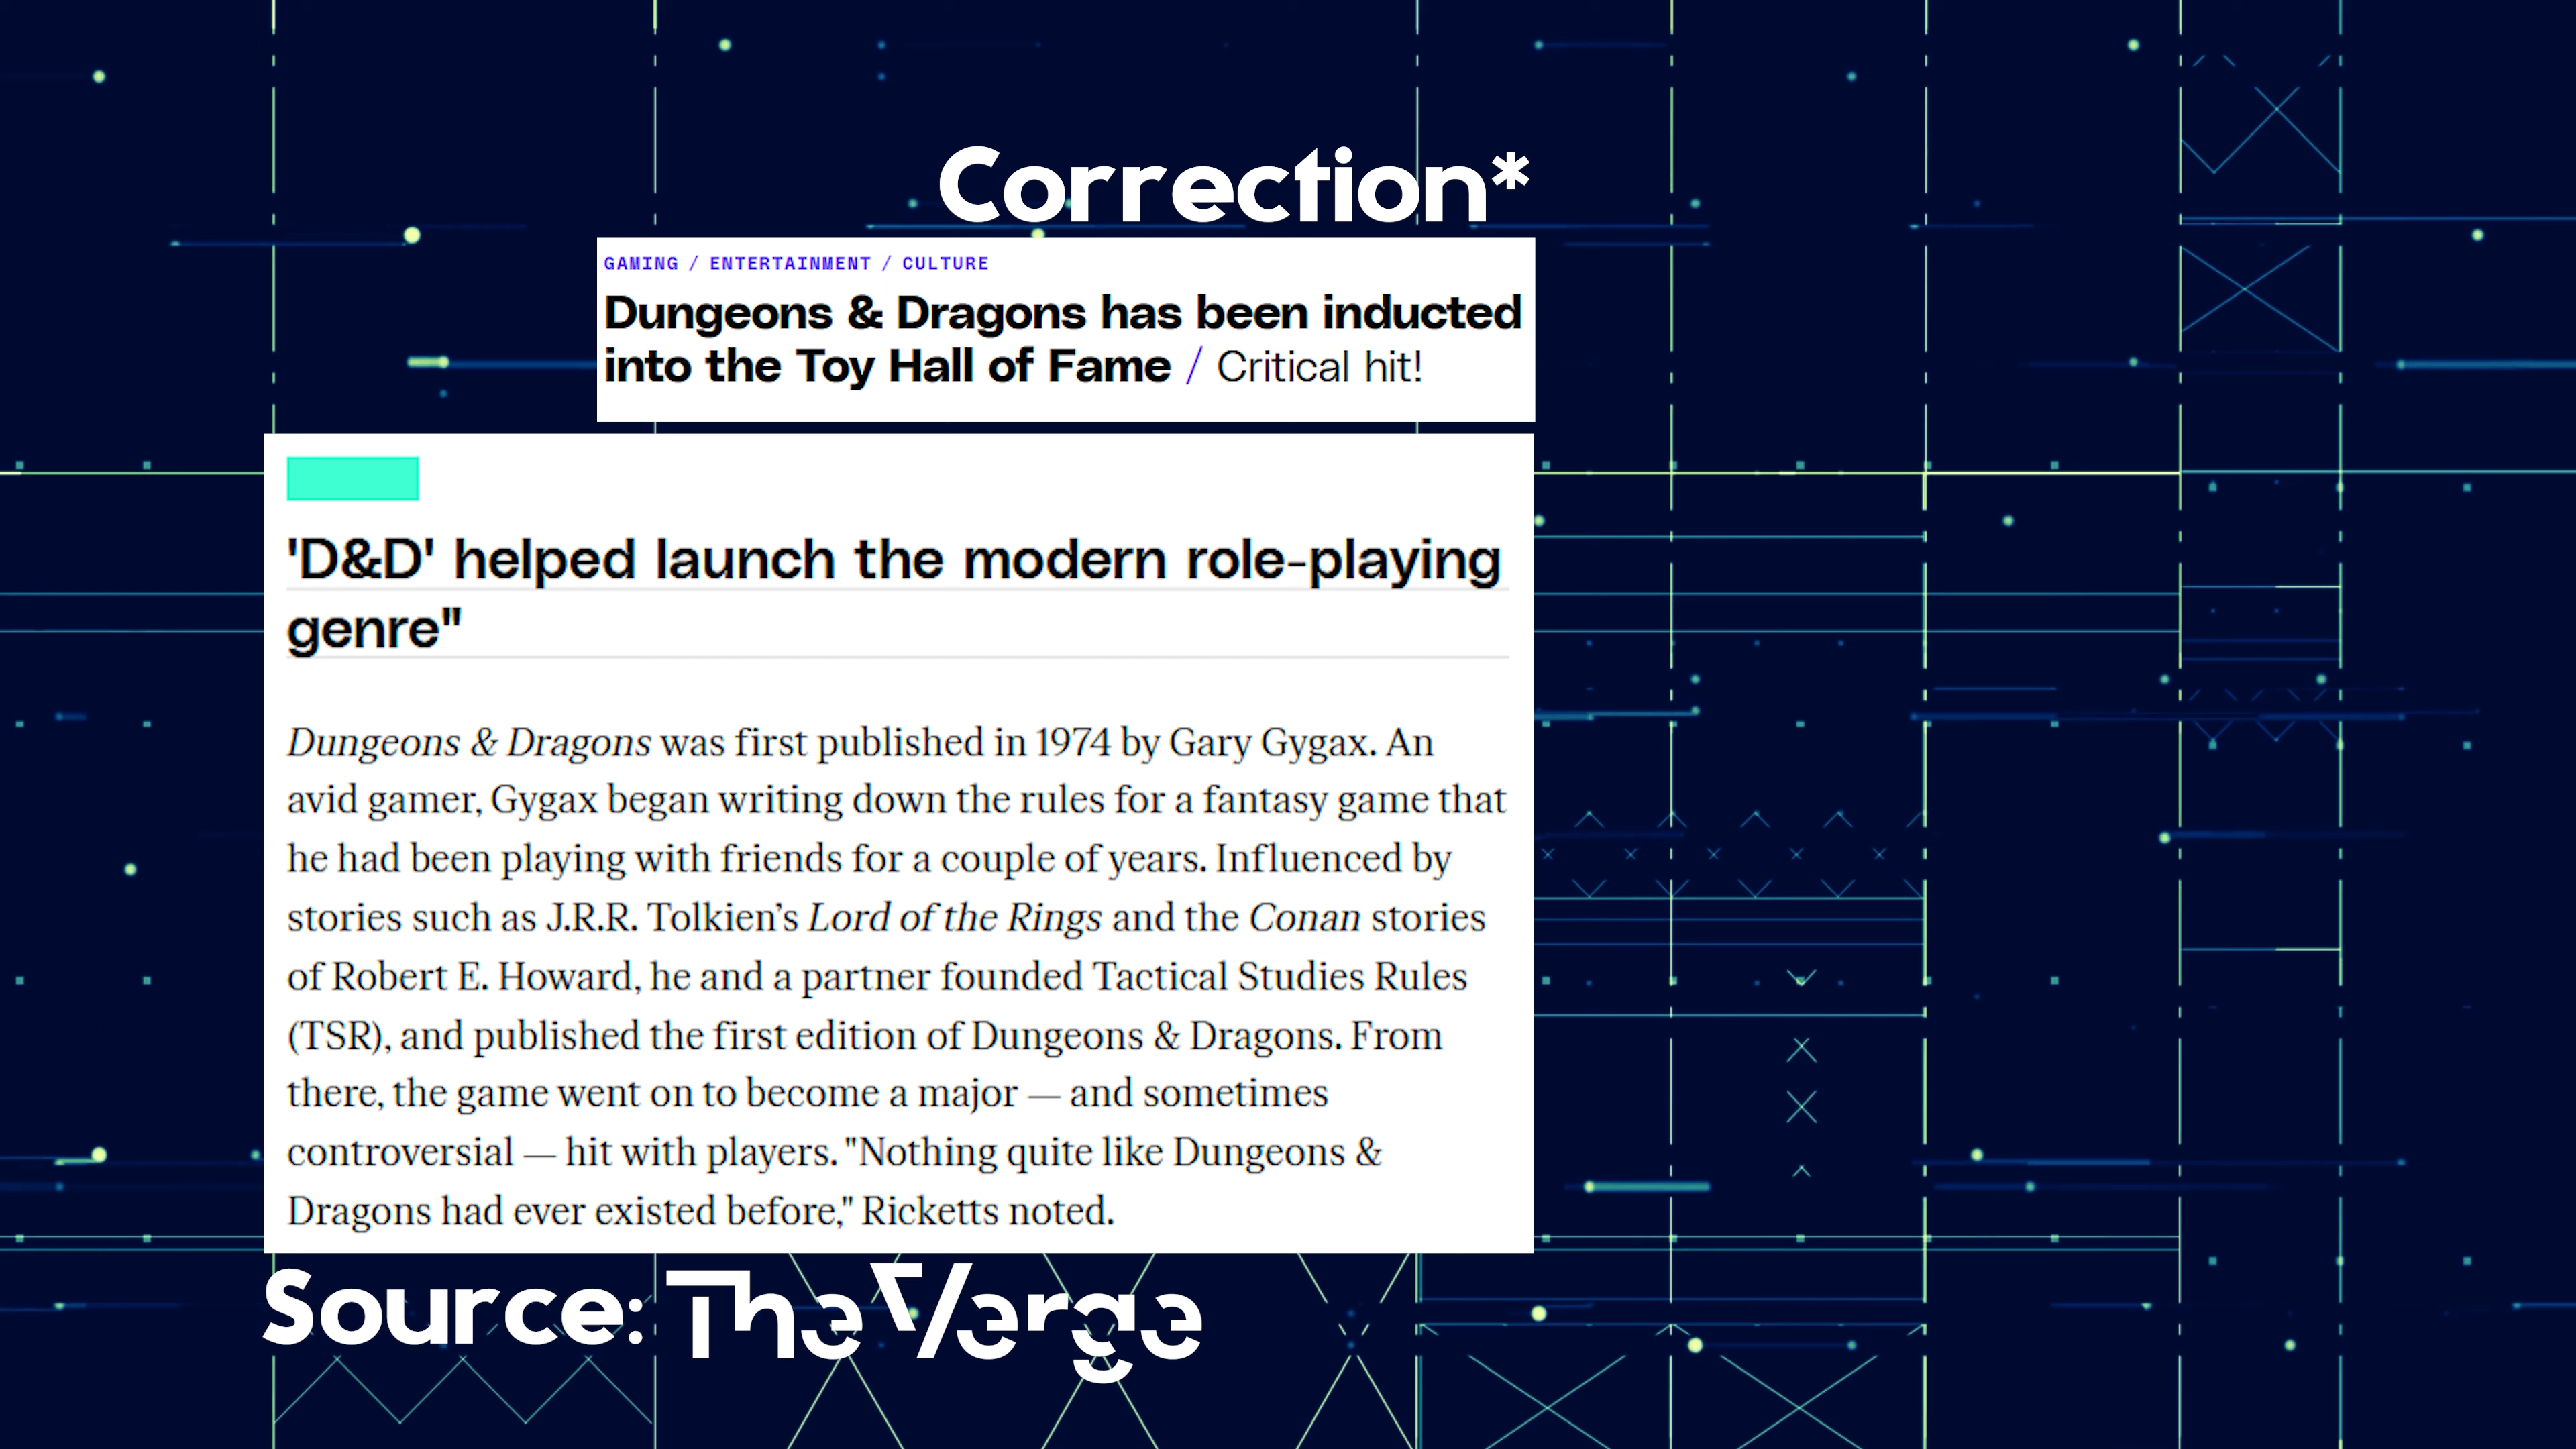 Correction*
GAMING / ENTERTAINMENT / CULTURE
Dungeons & Dragons has been inducted
into the Toy Hall of Fame / Critical hit!
'D&D' helped launch the modern role-playing
genre"
Dungeons & Dragons was first published in 1974 by Gary Gygax. An
avid gamer, Gygax began writing down the rules for a fantasy game that
he had been playing with friends for a couple of years. Influenced by
stories such as J.R.R. Tolkien’s Lord of the Rings and the Conan stories
of Robert E. Howard, he and a partner founded Tactical Studies Rules
(TSR), and published the first edition of Dungeons & Dragons. From
there, the game went on to become a major — and sometimes
controversial — hit with players. "Nothing quite like Dungeons &
Dragons had ever existed before," Ricketts noted.
Source: The Verge